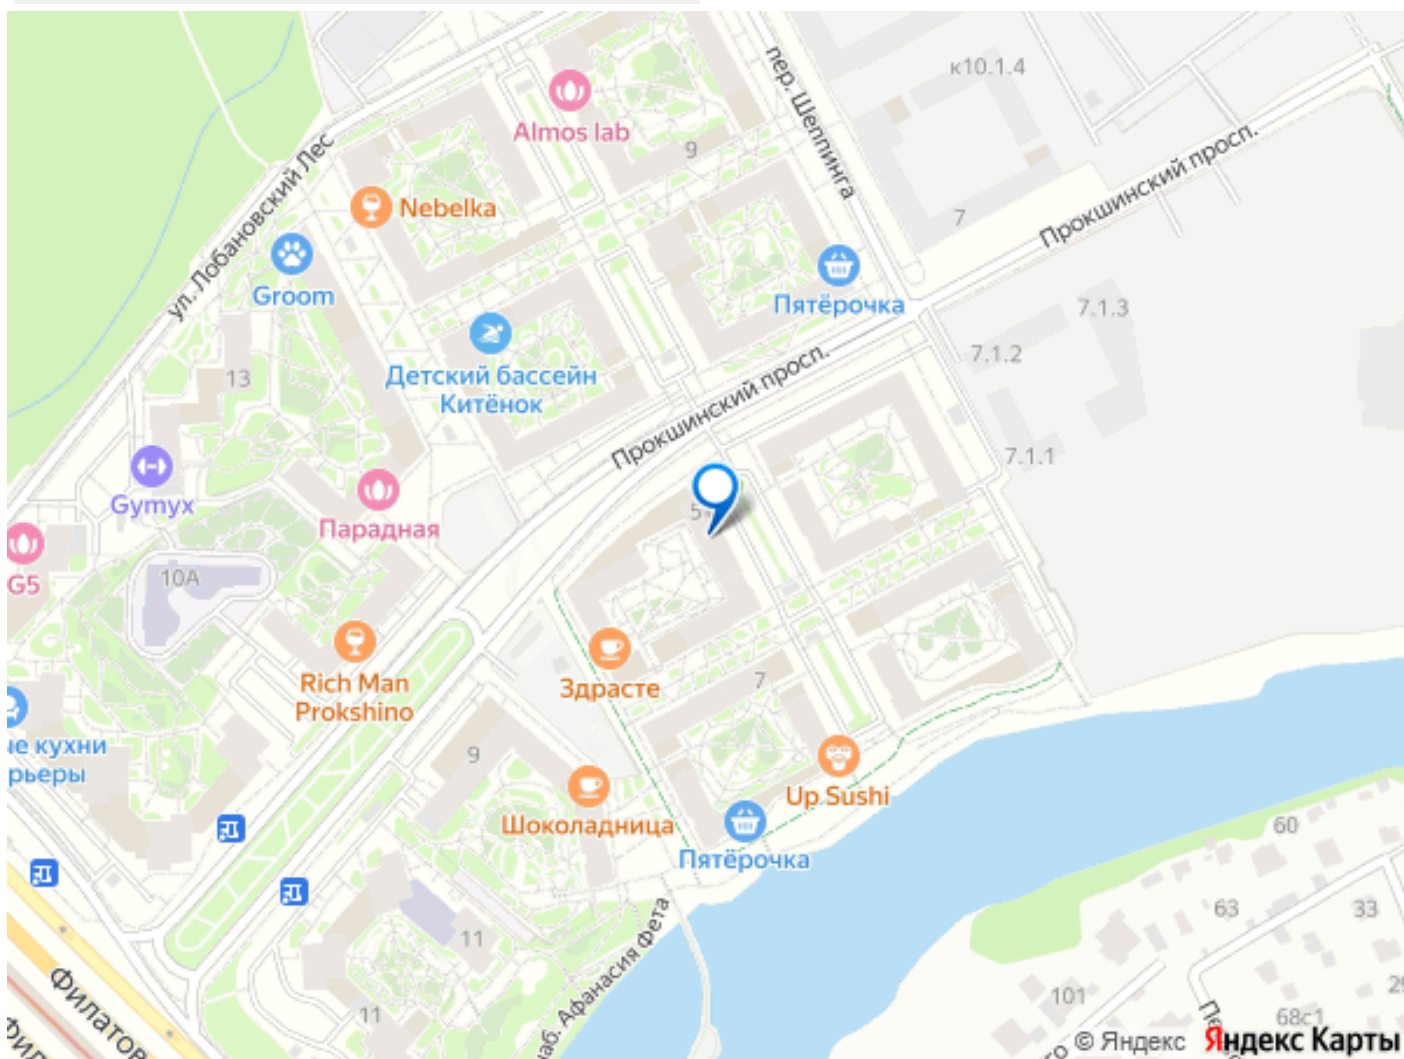 к10.1.4
пер. Шеппинга
Almos lab
9
Прокшинский просп.
ул. Лобановский Лес
Nebelka
7
Groom
Пятёрочка
7.1.3
7.1.2
Прокшинский просп.
13
Детский бассейн
Китёнок
7.1.1
Gymyx
Парадная
G5
10А
Rich Man
Prokshino
Здрасте
7
9
Up Sushi
Шоколадница
Пятёрочка
60
63
33
11
наб. Афанасия Фета
11
101
68с1
© Яндекс
Яндекс Карты